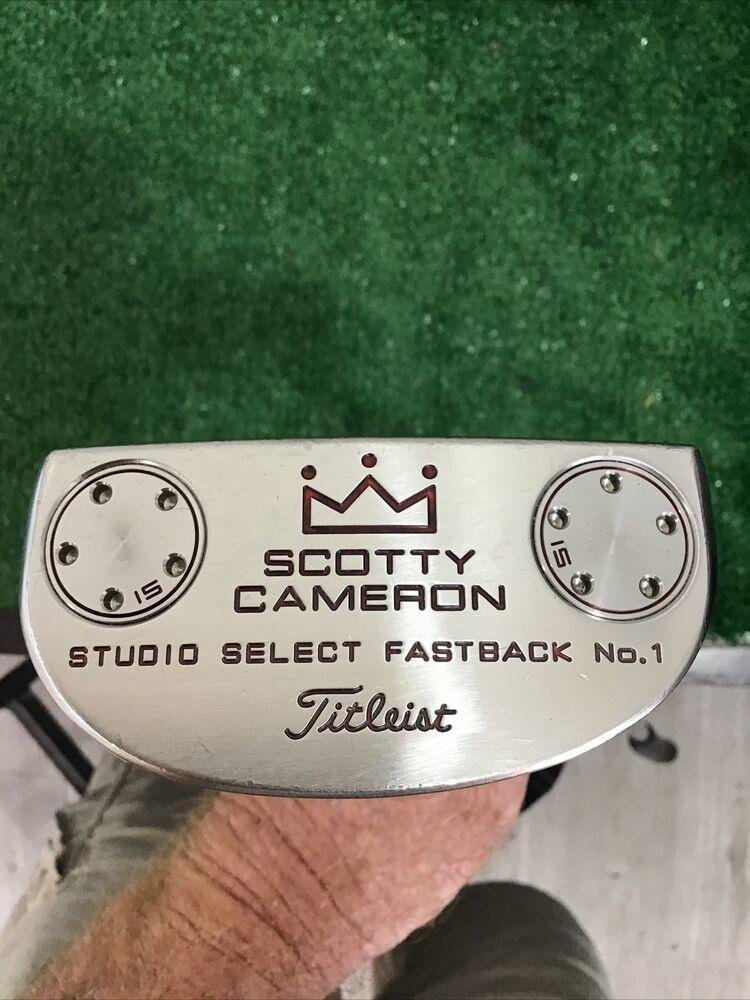 SCOTTY
CAMERON
STUDIO SELECT FASTBACK No.1
Titleist
15
15